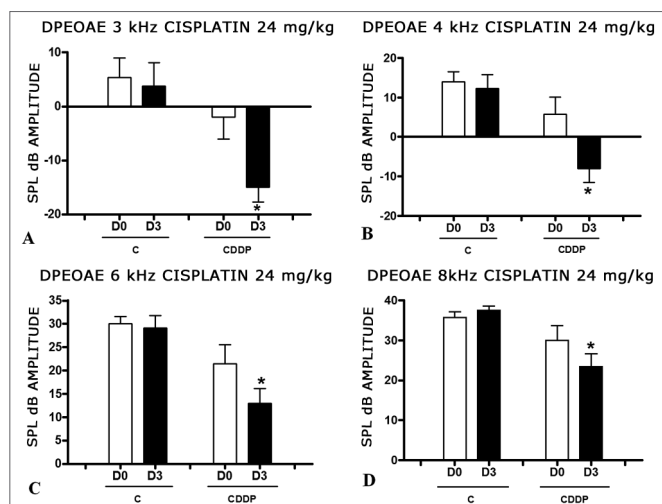 DPEOAE 3 kHz CISPLATIN 24 mg/kg
SPL dB AMPLITUDE
10
0
-10
-20
*
D0 D3 D0 D3
C CDDP
A
DPEOAE 4 kHz CISPLATIN 24 mg/kg
SPL dB AMPLITUDE
20
10
0
-10
-20
*
D0 D3 D0 D3
C CDDP
B
DPEOAE 6 kHz CISPLATIN 24 mg/kg
SPL dB AMPLITUDE
35
30
25
20
15
10
5
0
*
D0 D3 D0 D3
C CDDP
C
DPEOAE 8kHz CISPLATIN 24 mg/kg
SPL dB AMPLITUDE
40
30
20
10
0
*
D0 D3 D0 D3
C CDDP
D